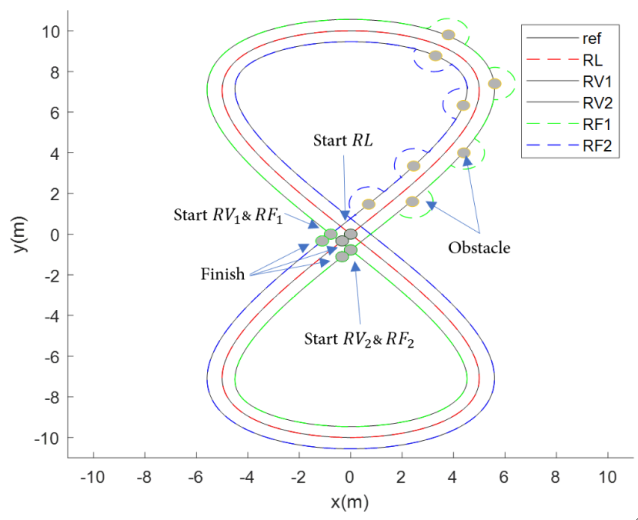 10
8
6
4
2
0
-2
-4
-6
-8
-10
y(m)
-10 -8 -6 -4 -2 0 2 4 6 8 10
x(m)
ref
RL
RV1
RV2
RF1
RF2
Start RL
Start RV₁& RF₁
Obstacle
Finish
Start RV₂& RF₂